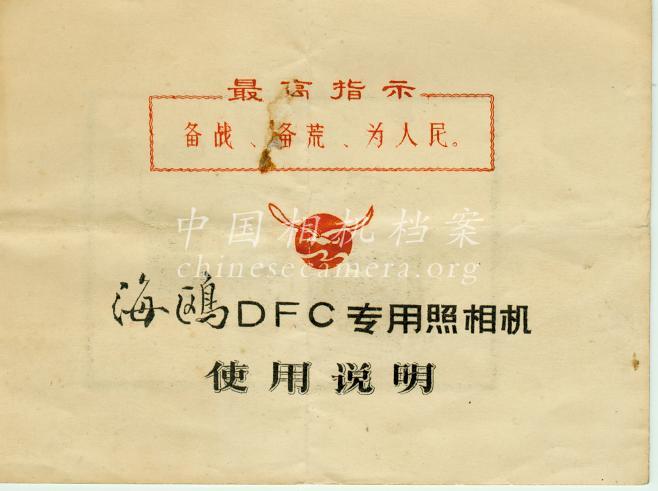 最高指示
备战、备荒、为人民。
中国相机档案
chinesecamera.org
海鸥DFC专用照相机
使用说明